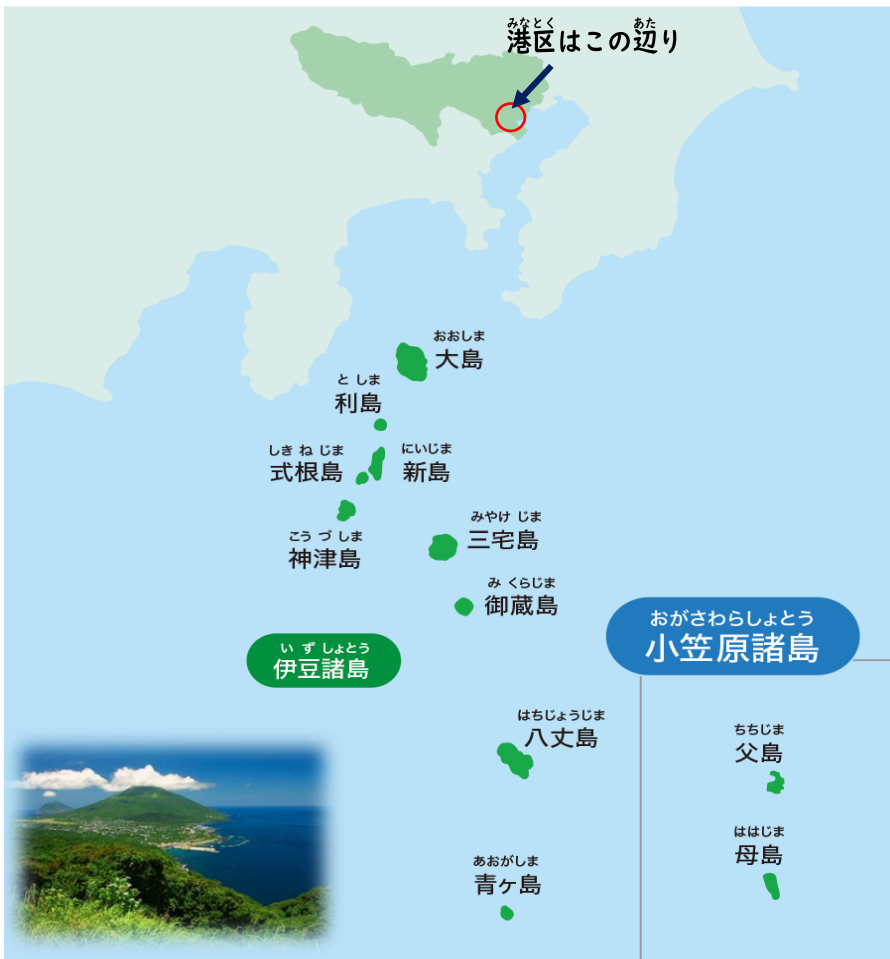 みなとく あた
港区はこの辺り
おおしま
大島
と しま
利島
しき ね じま
式根島
にいじま
新島
こう づ しま
神津島
みやけ じま
三宅島
み くらじま
御蔵島
い ず しょとう
伊豆諸島
おがさわらしょとう
小笠原諸島
はちじょうじま
八丈島
ちちじま
父島
ははじま
母島
あおがしま
青ヶ島